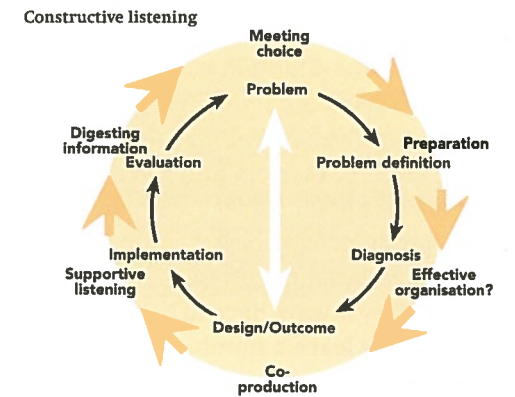 Constructive listening
Meeting
choice
Problem
Preparation
Problem definition
Diagnosis
Effective
organisation?
Design/Outcome
Co-
production
Implementation
Supportive
listening
Digesting
information
Evaluation